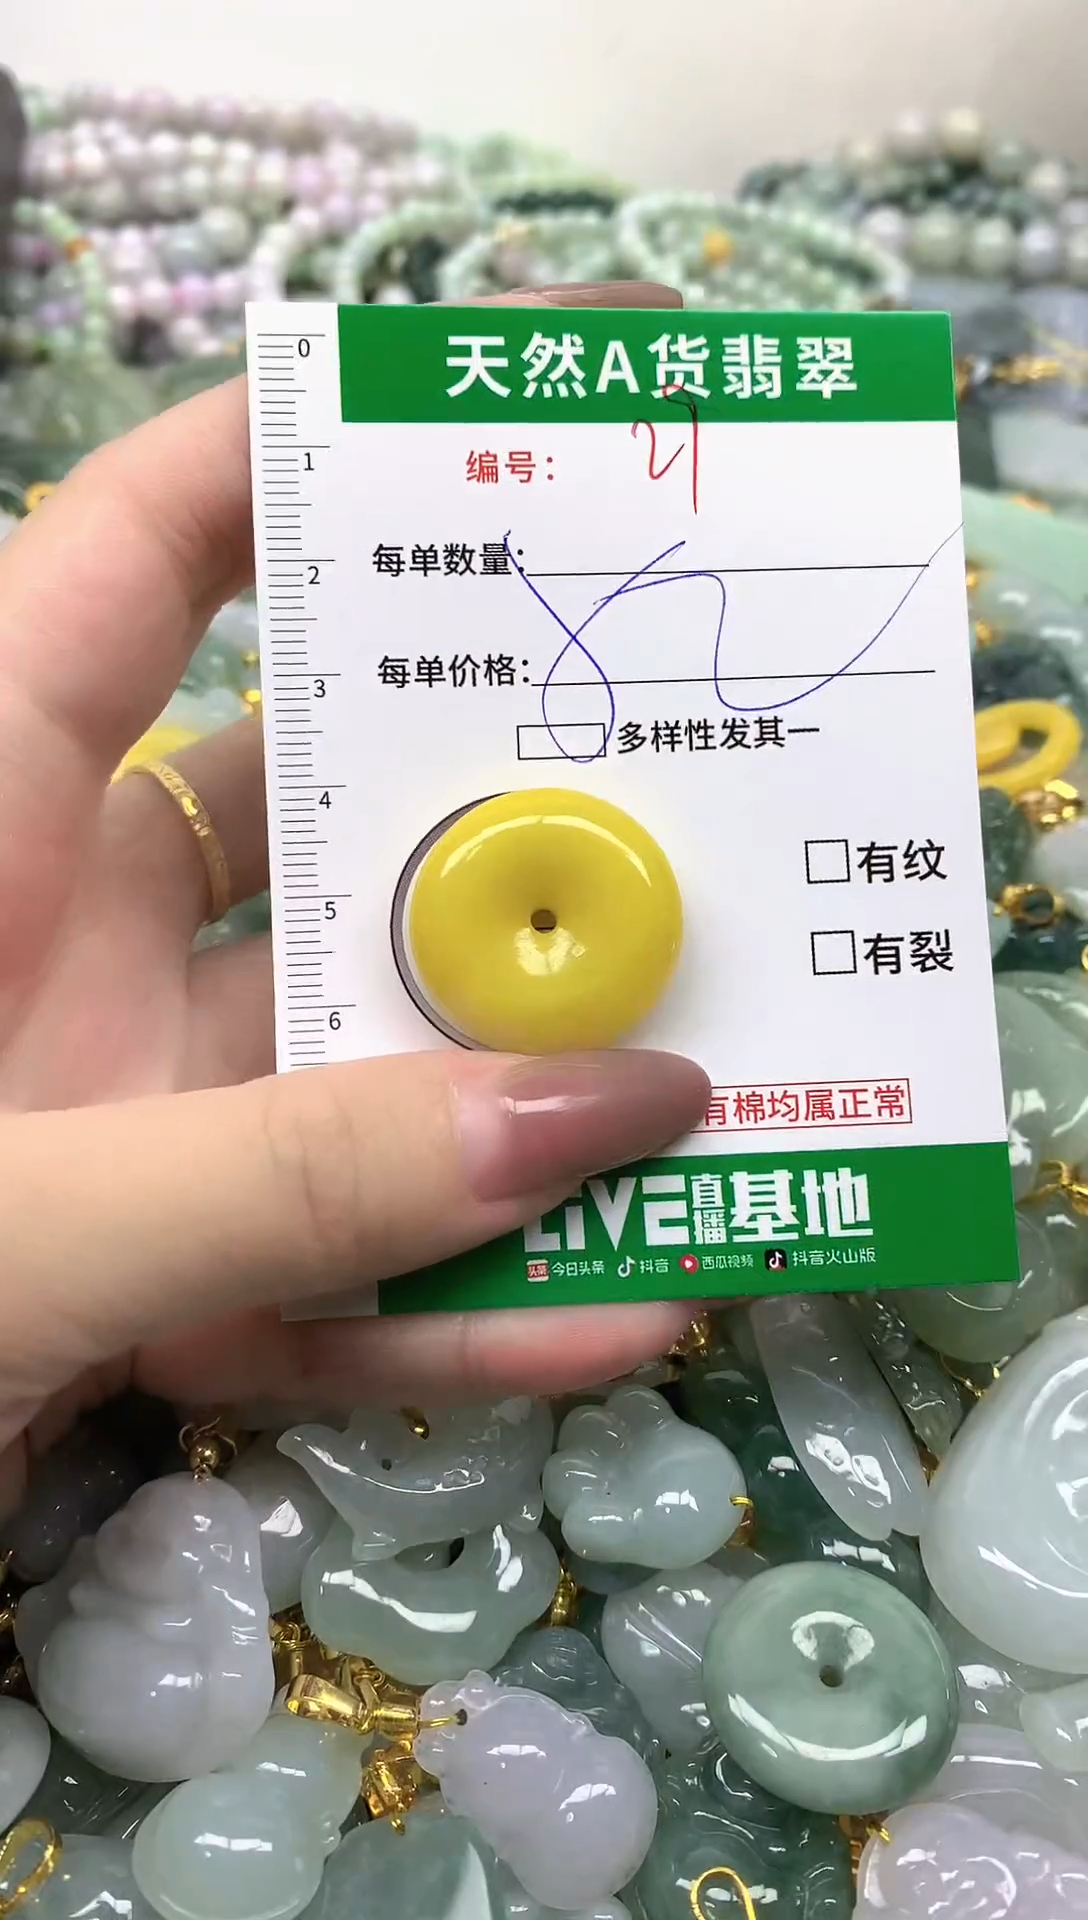 天然A货翡翠
0
1
2
3
4
5
6
编号：
每单数量：
每单价格：
多样性发其一
有纹
有裂
有棉均属正常
LIVE直播基地
头条 今日头条 抖音 西瓜视频 抖音火山版